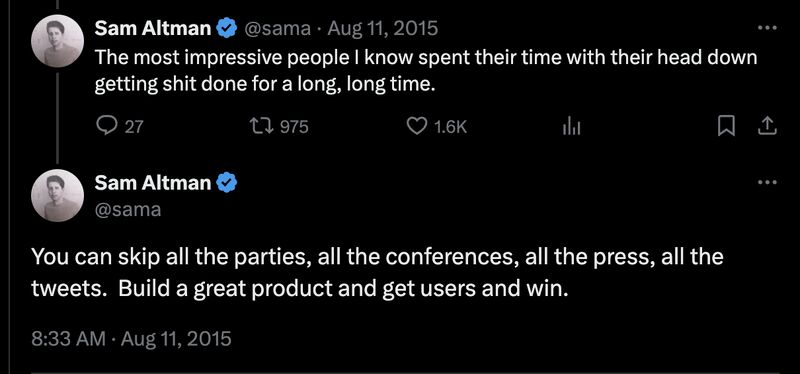 Sam Altman @sama · Aug 11, 2015
The most impressive people I know spent their time with their head down
getting shit done for a long, long time.
27 975 1.6K
Sam Altman
@sama
You can skip all the parties, all the conferences, all the press, all the
tweets.  Build a great product and get users and win.
8:33 AM · Aug 11, 2015